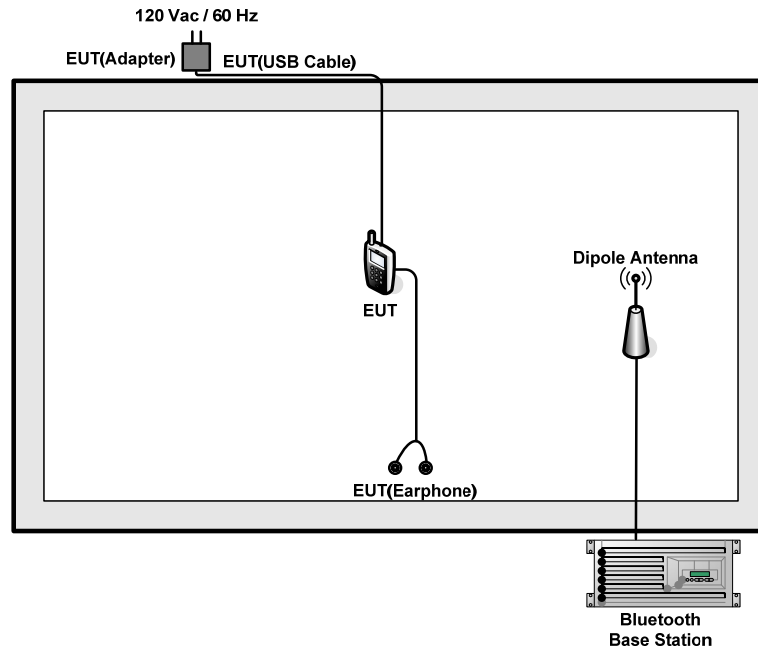 120 Vac / 60 Hz
EUT(Adapter)
EUT(USB Cable)
Dipole Antenna
EUT
EUT(Earphone)
Bluetooth
Base Station